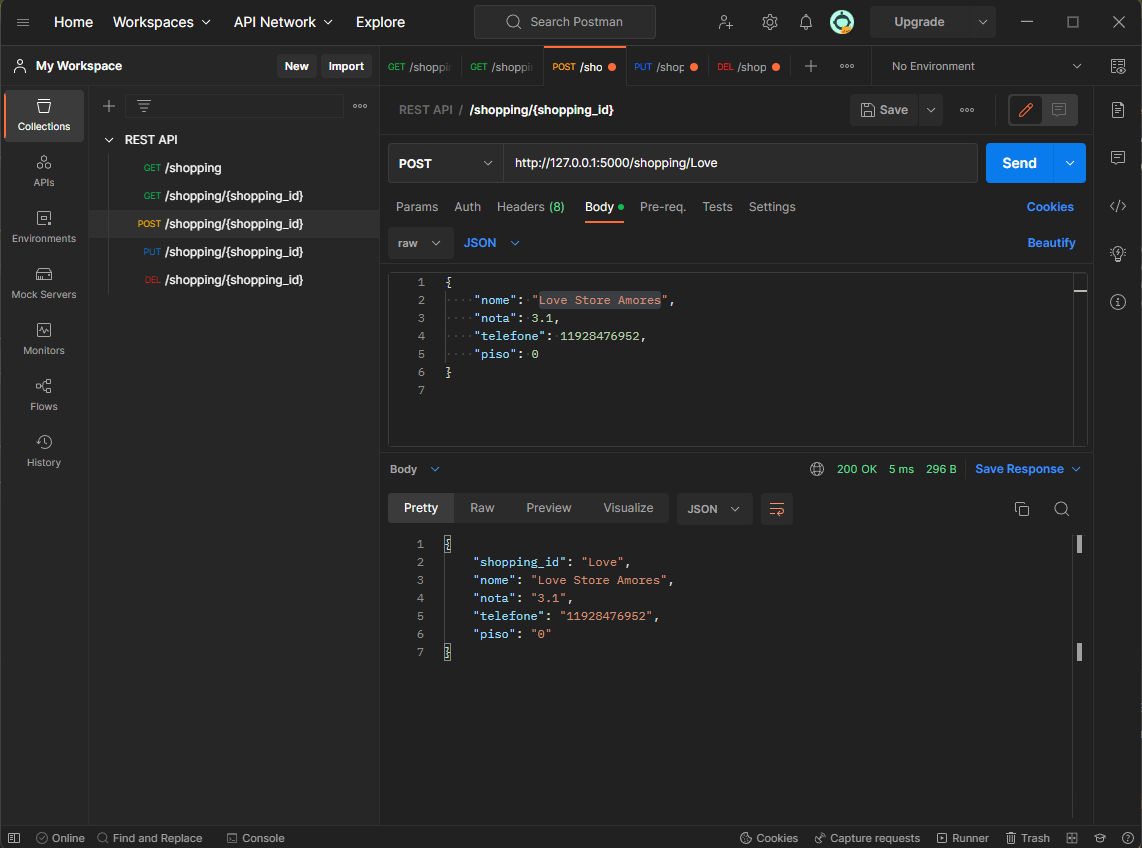 Home Workspaces API Network Explore Search Postman Upgrade
My Workspace New Import GET /shoppi GET /shoppi POST /sho PUT /shop DEL /shop No Environment
Collections
APIs
Environments
Mock Servers
Monitors
Flows
History
REST API
GET /shopping
GET /shopping/{shopping_id}
POST /shopping/{shopping_id}
PUT /shopping/{shopping_id}
DEL /shopping/{shopping_id}
REST API / /shopping/{shopping_id} Save
POST http://127.0.0.1:5000/shopping/Love Send
Params Auth Headers (8) Body Pre-req. Tests Settings Cookies
raw JSON Beautify
1 {
2 "nome": "Love Store Amores",
3 "nota": 3.1,
4 "telefone": 11928476952,
5 "piso": 0
6 }
7
Body 200 OK 5 ms 296 B Save Response
Pretty Raw Preview Visualize JSON
1 {
2 "shopping_id": "Love",
3 "nome": "Love Store Amores",
4 "nota": "3.1",
5 "telefone": "11928476952",
6 "piso": "0"
7 }
Online Find and Replace Console Cookies Capture requests Runner Trash